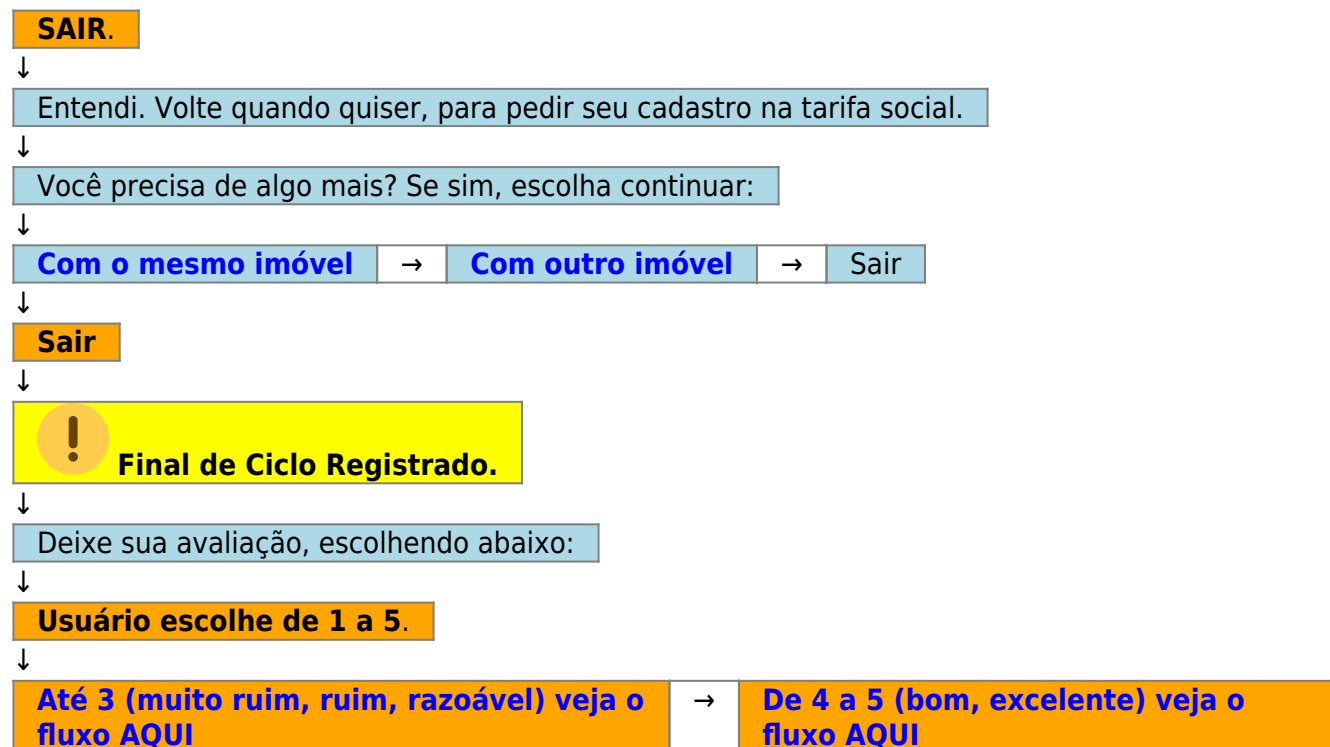 SAIR.
↓
Entendi. Volte quando quiser, para pedir seu cadastro na tarifa social.
↓
Você precisa de algo mais? Se sim, escolha continuar:
↓
Com o mesmo imóvel → Com outro imóvel → Sair
↓
Sair
↓
Final de Ciclo Registrado.
↓
Deixe sua avaliação, escolhendo abaixo:
↓
Usuário escolhe de 1 a 5.
↓
Até 3 (muito ruim, ruim, razoável) veja o → De 4 a 5 (bom, excelente) veja o
fluxo AQUI fluxo AQUI